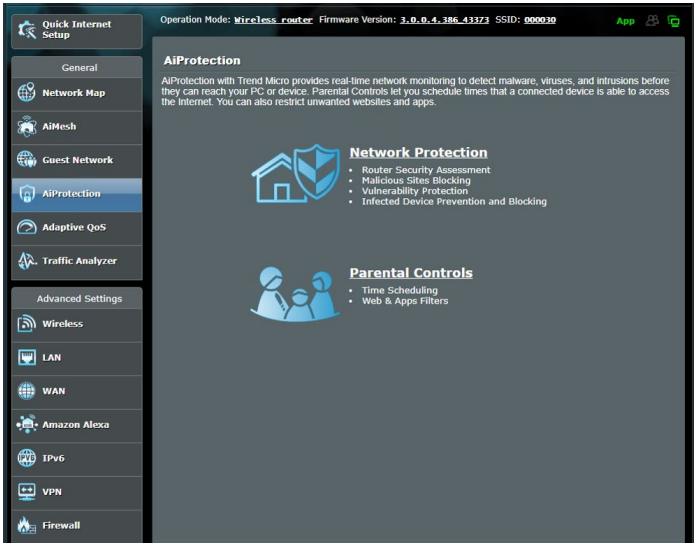 Quick Internet
Setup
Operation Mode: Wireless router Firmware Version: 3.0.0.4.386_43373 SSID: 000030
App
General
Network Map
AiMesh
Guest Network
AiProtection
Adaptive QoS
Traffic Analyzer
Advanced Settings
Wireless
LAN
WAN
Amazon Alexa
IPv6
VPN
Firewall
AiProtection
AiProtection with Trend Micro provides real-time network monitoring to detect malware, viruses, and intrusions before
they can reach your PC or device. Parental Controls let you schedule times that a connected device is able to access
the Internet. You can also restrict unwanted websites and apps.
Network Protection
• Router Security Assessment
• Malicious Sites Blocking
• Vulnerability Protection
• Infected Device Prevention and Blocking
Parental Controls
• Time Scheduling
• Web & Apps Filters